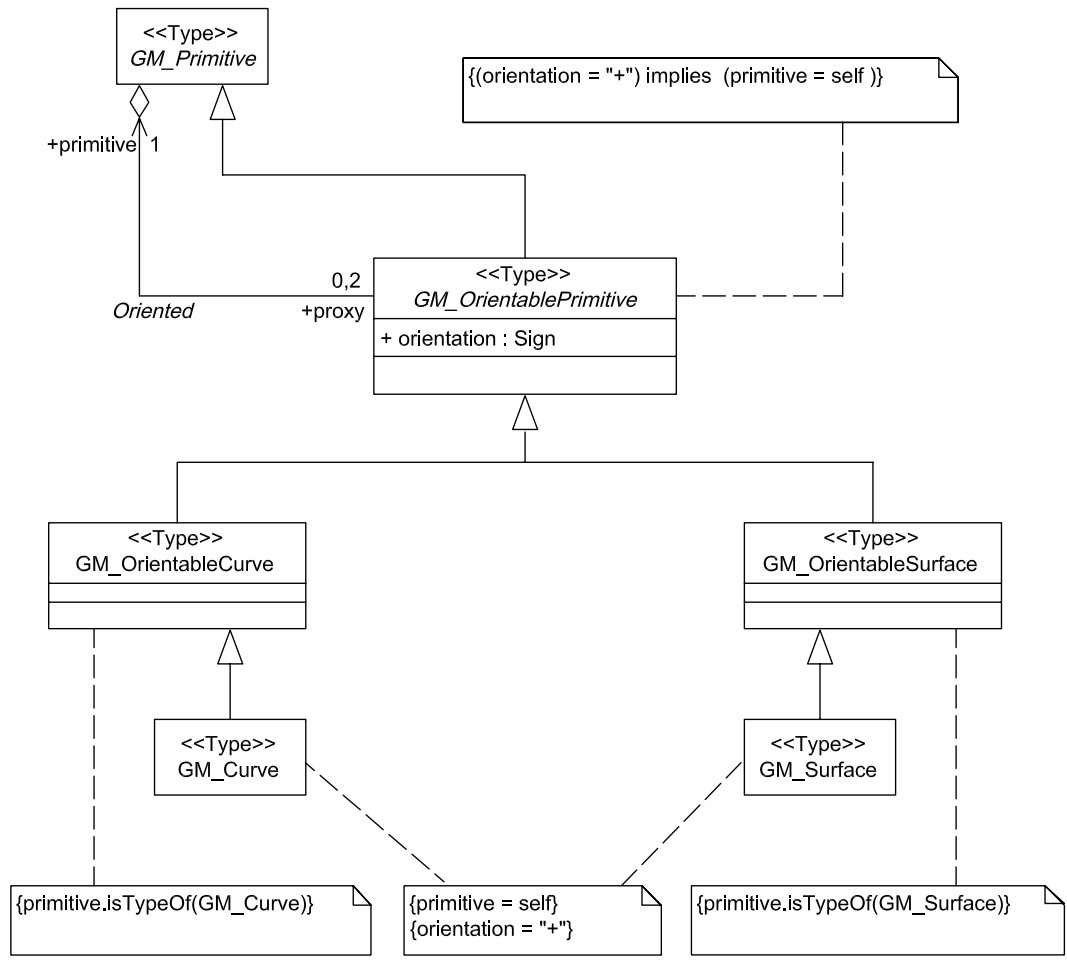 <<Type>>
GM_Primitive
{(orientation = "+") implies (primitive = self )}
+primitive 1
<<Type>>
GM_OrientablePrimitive
0,2
Oriented
+proxy
+ orientation : Sign
<<Type>>
GM_OrientableCurve
<<Type>>
GM_OrientableSurface
<<Type>>
GM_Curve
<<Type>>
GM_Surface
{primitive.isTypeOf(GM_Curve)}
{primitive = self}
{orientation = "+"}
{primitive.isTypeOf(GM_Surface)}